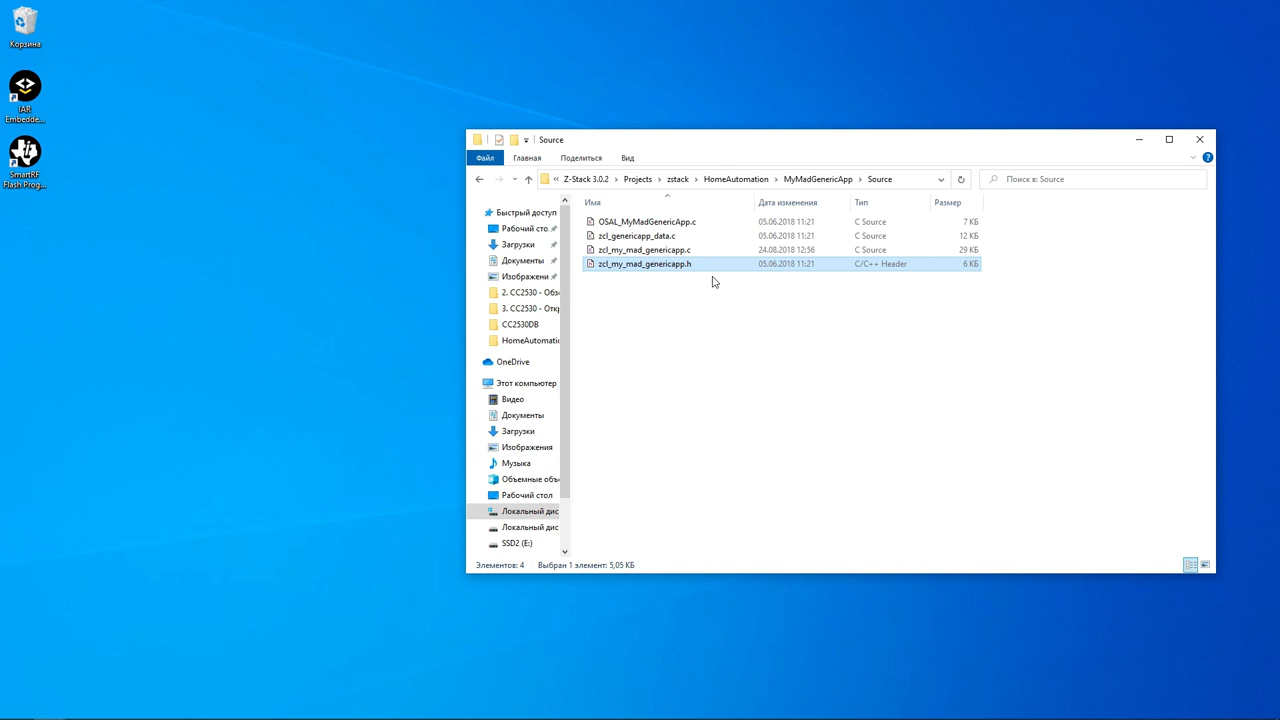 Корзина
IAR
Embedde...
SmartRF
Flash Prog...
Source
Файл
Главная
Поделиться
Вид
« Z-Stack 3.0.2 › Projects › zstack › HomeAutomation › MyMadGenericApp › Source
Поиск в: Source
Имя
Дата изменения
Тип
Размер
OSAL_MyMadGenericApp.c 05.06.2018 11:21 C Source 7 КБ
zcl_genericapp_data.c 05.06.2018 11:21 C Source 12 КБ
zcl_my_mad_genericapp.c 24.08.2018 12:56 C Source 29 КБ
zcl_my_mad_genericapp.h 05.06.2018 11:21 C/C++ Header 6 КБ
Быстрый доступ
Рабочий сто
Загрузки
Документы
Изображени
2. CC2530 - Обз
3. CC2530 - Откр
CC2530DB
HomeAutomatic
OneDrive
Этот компьютер
Видео
Документы
Загрузки
Изображения
Музыка
Объемные объ
Рабочий стол
Локальный дис
Локальный дис
SSD2 (E:)
Элементов: 4
Выбран 1 элемент: 5,05 КБ